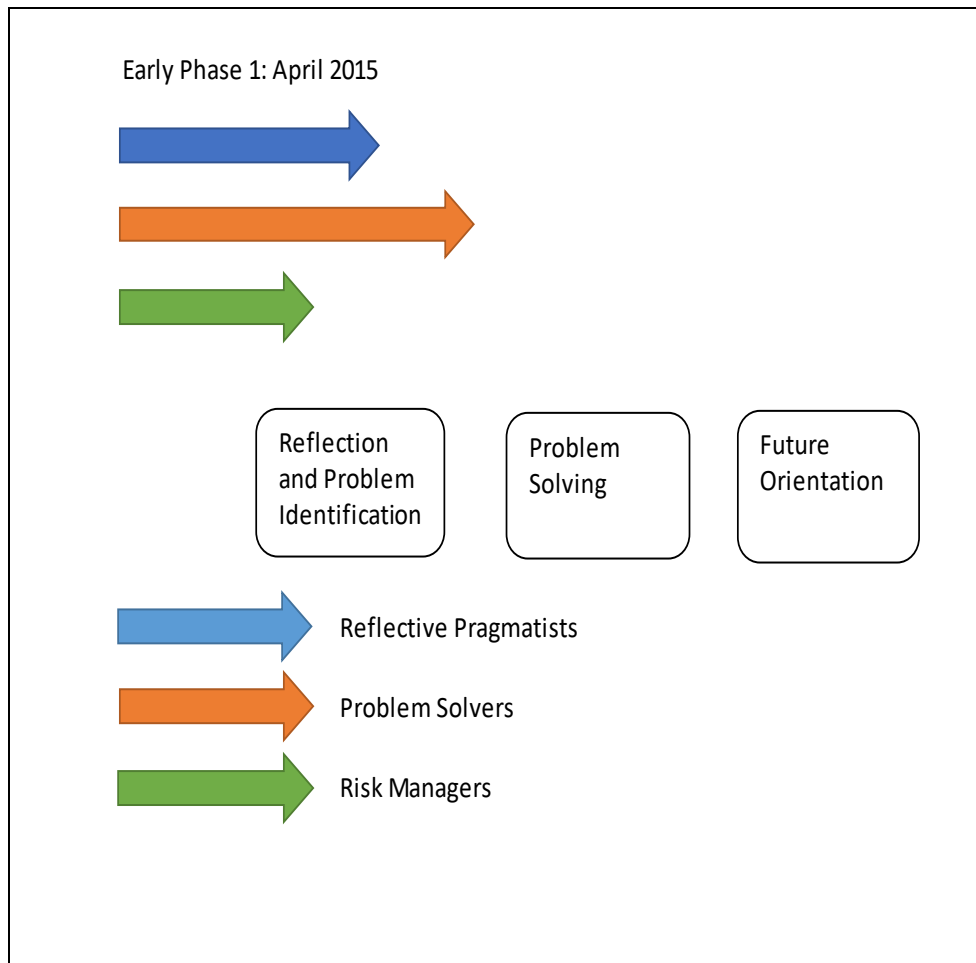 Early Phase 1: April 2015
Reflection
and Problem
Identification
Problem
Solving
Future
Orientation
Reflective Pragmatists
Problem Solvers
Risk Managers